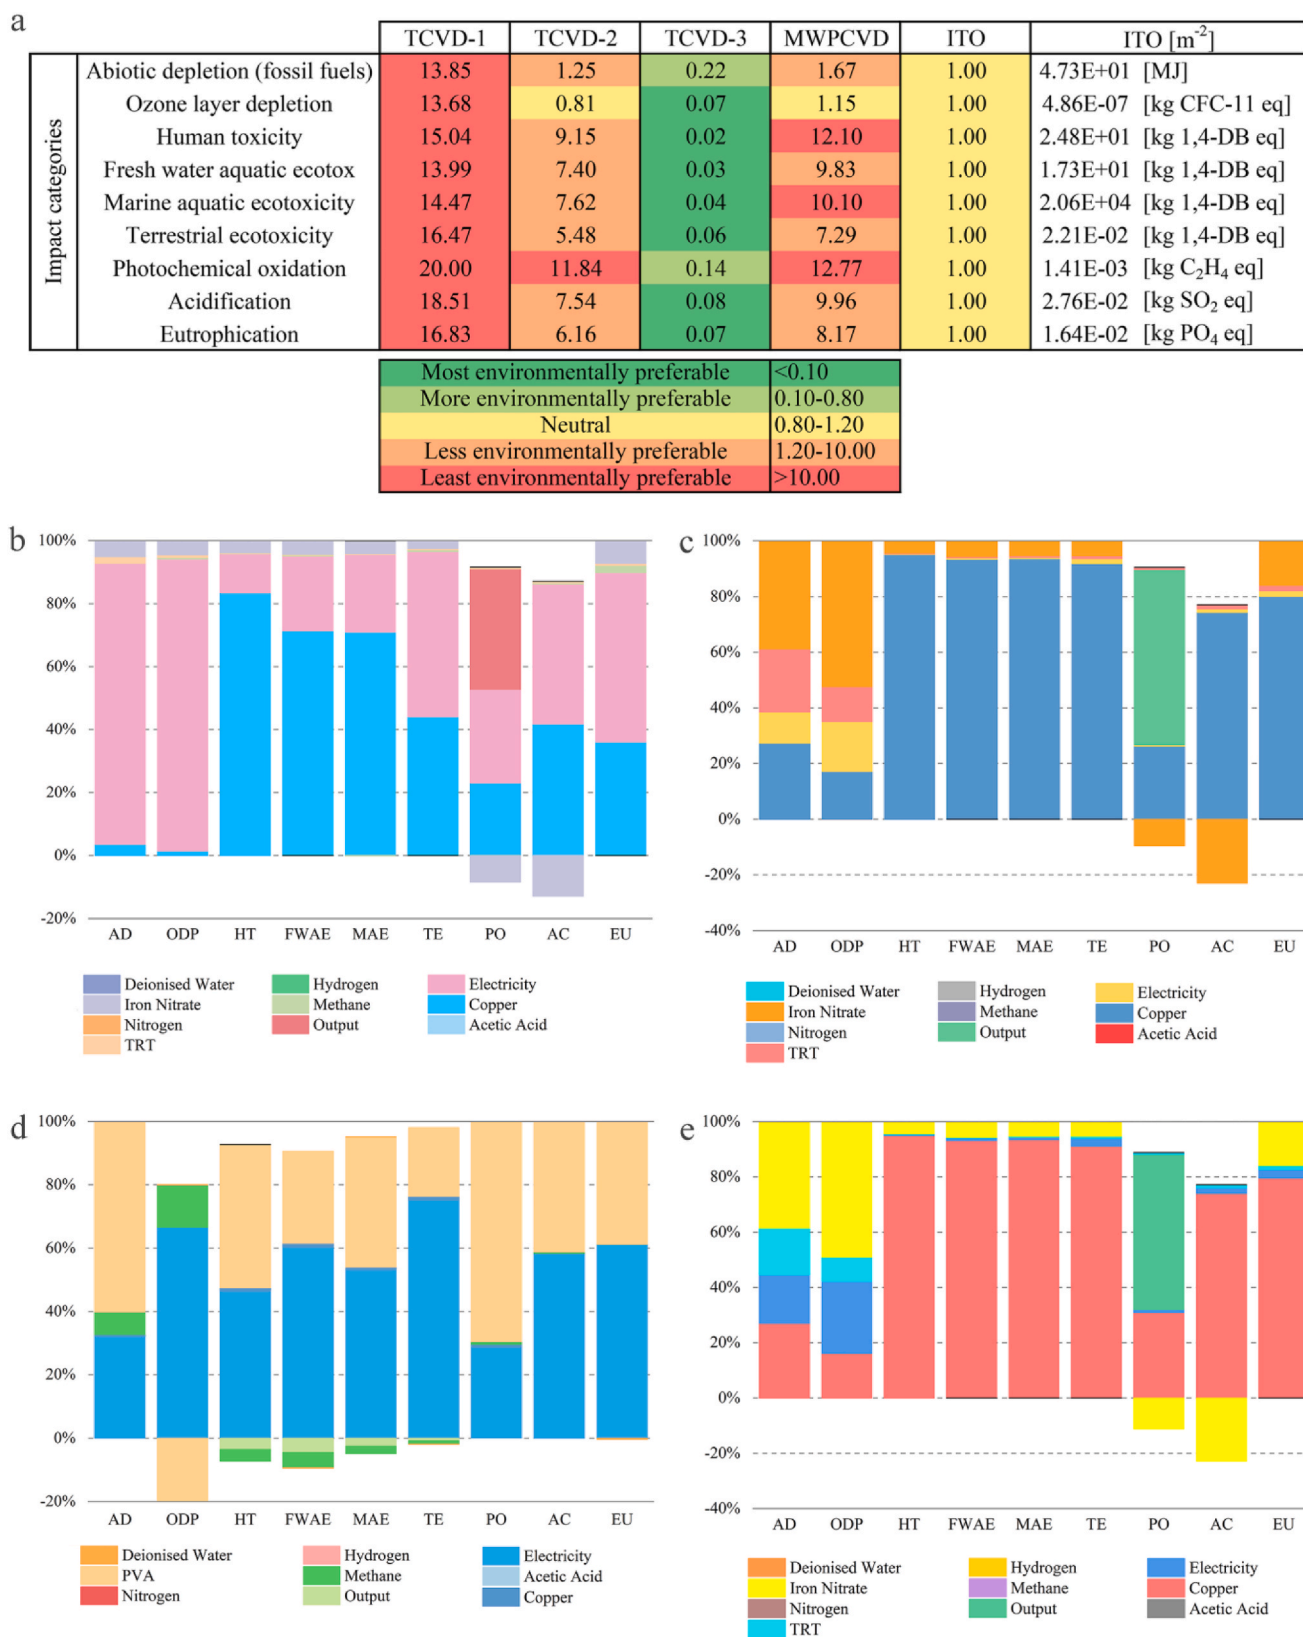 a
TCVD-1 TCVD-2 TCVD-3 MWPCVD ITO ITO [m⁻²]
Impact categories
Abiotic depletion (fossil fuels) 13.85 1.25 0.22 1.67 1.00 4.73E+01 [MJ]
Ozone layer depletion 13.68 0.81 0.07 1.15 1.00 4.86E-07 [kg CFC-11 eq]
Human toxicity 15.04 9.15 0.02 12.10 1.00 2.48E+01 [kg 1,4-DB eq]
Fresh water aquatic ecotox 13.99 7.40 0.03 9.83 1.00 1.73E+01 [kg 1,4-DB eq]
Marine aquatic ecotoxicity 14.47 7.62 0.04 10.10 1.00 2.06E+04 [kg 1,4-DB eq]
Terrestrial ecotoxicity 16.47 5.48 0.06 7.29 1.00 2.21E-02 [kg 1,4-DB eq]
Photochemical oxidation 20.00 11.84 0.14 12.77 1.00 1.41E-03 [kg C₂H₄ eq]
Acidification 18.51 7.54 0.08 9.96 1.00 2.76E-02 [kg SO₂ eq]
Eutrophication 16.83 6.16 0.07 8.17 1.00 1.64E-02 [kg PO₄ eq]
Most environmentally preferable <0.10
More environmentally preferable 0.10-0.80
Neutral 0.80-1.20
Less environmentally preferable 1.20-10.00
Least environmentally preferable >10.00
b
100%
80%
60%
40%
20%
0%
-20%
AD ODP HT FWAE MAE TE PO AC EU
Deionised Water Hydrogen Electricity
Iron Nitrate Methane Copper
Nitrogen Output Acetic Acid
TRT
c
100%
80%
60%
40%
20%
0%
-20%
-40%
AD ODP HT FWAE MAE TE PO AC EU
Deionised Water Hydrogen Electricity
Iron Nitrate Methane Copper
Nitrogen Output Acetic Acid
TRT
d
100%
80%
60%
40%
20%
0%
-20%
AD ODP HT FWAE MAE TE PO AC EU
Deionised Water Hydrogen Electricity
PVA Methane Acetic Acid
Nitrogen Output Copper
e
100%
80%
60%
40%
20%
0%
-20%
-40%
AD ODP HT FWAE MAE TE PO AC EU
Deionised Water Hydrogen Electricity
Iron Nitrate Methane Copper
Nitrogen Output Acetic Acid
TRT